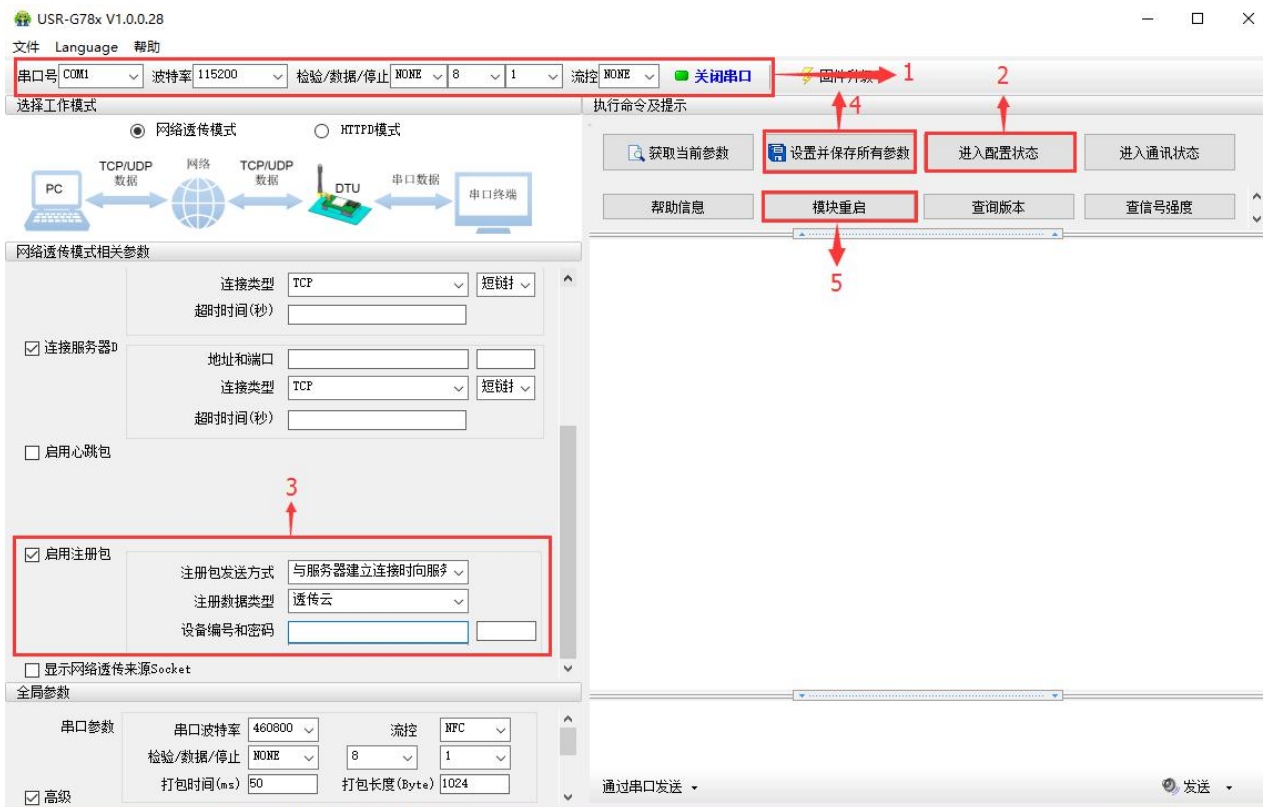 USR-G78x V1.0.0.28
文件 Language 帮助
串口号 COM1 波特率 115200 检验/数据/停止 NONE 8 1 流控 NONE 关闭串口 固件升级 1
选择工作模式
网络透传模式 HTTPD模式
PC TCP/UDP 数据 网络 TCP/UDP 数据 DTU 串口数据 串口终端
网络透传模式相关参数
连接类型 TCP 短链
超时时间(秒)
连接服务器D
地址和端口
连接类型 TCP 短链
超时时间(秒)
启用心跳包
3
启用注册包
注册包发送方式 与服务器建立连接时向服
注册数据类型 透传云
设备编号和密码
显示网络透传来源Socket
全局参数
串口参数 串口波特率 460800 流控 NFC
检验/数据/停止 NONE 8 1
打包时间(ms) 50 打包长度(Byte) 1024
高级
执行命令及提示
4 2
获取当前参数 设置并保存所有参数 进入配置状态 进入通讯状态
帮助信息 模块重启 查询版本 查信号强度
5
通过串口发送 发送